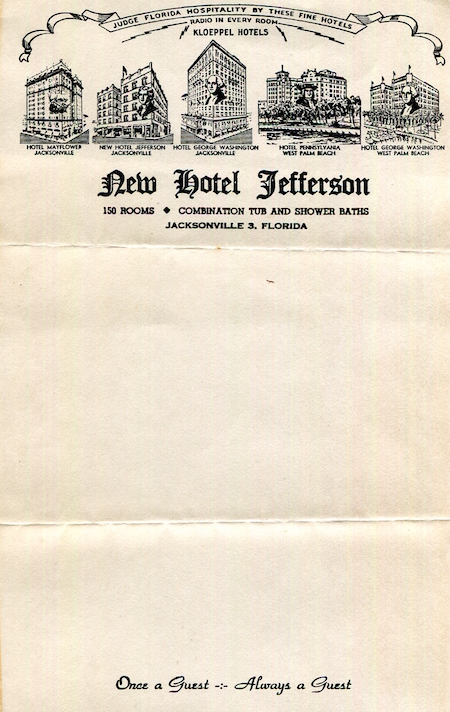 JUDGE FLORIDA HOSPITALITY BY THESE FINE HOTELS
RADIO IN EVERY ROOM
KLOEPPEL HOTELS
HOTEL MAYFLOWER
JACKSONVILLE
NEW HOTEL JEFFERSON
JACKSONVILLE
HOTEL GEORGE WASHINGTON
JACKSONVILLE
HOTEL PENNSYLVANIA
WEST PALM BEACH
HOTEL GEORGE WASHINGTON
WEST PALM BEACH
New Hotel Jefferson
150 ROOMS ◆ COMBINATION TUB AND SHOWER BATHS
JACKSONVILLE 3, FLORIDA
Once a Guest -:- Always a Guest